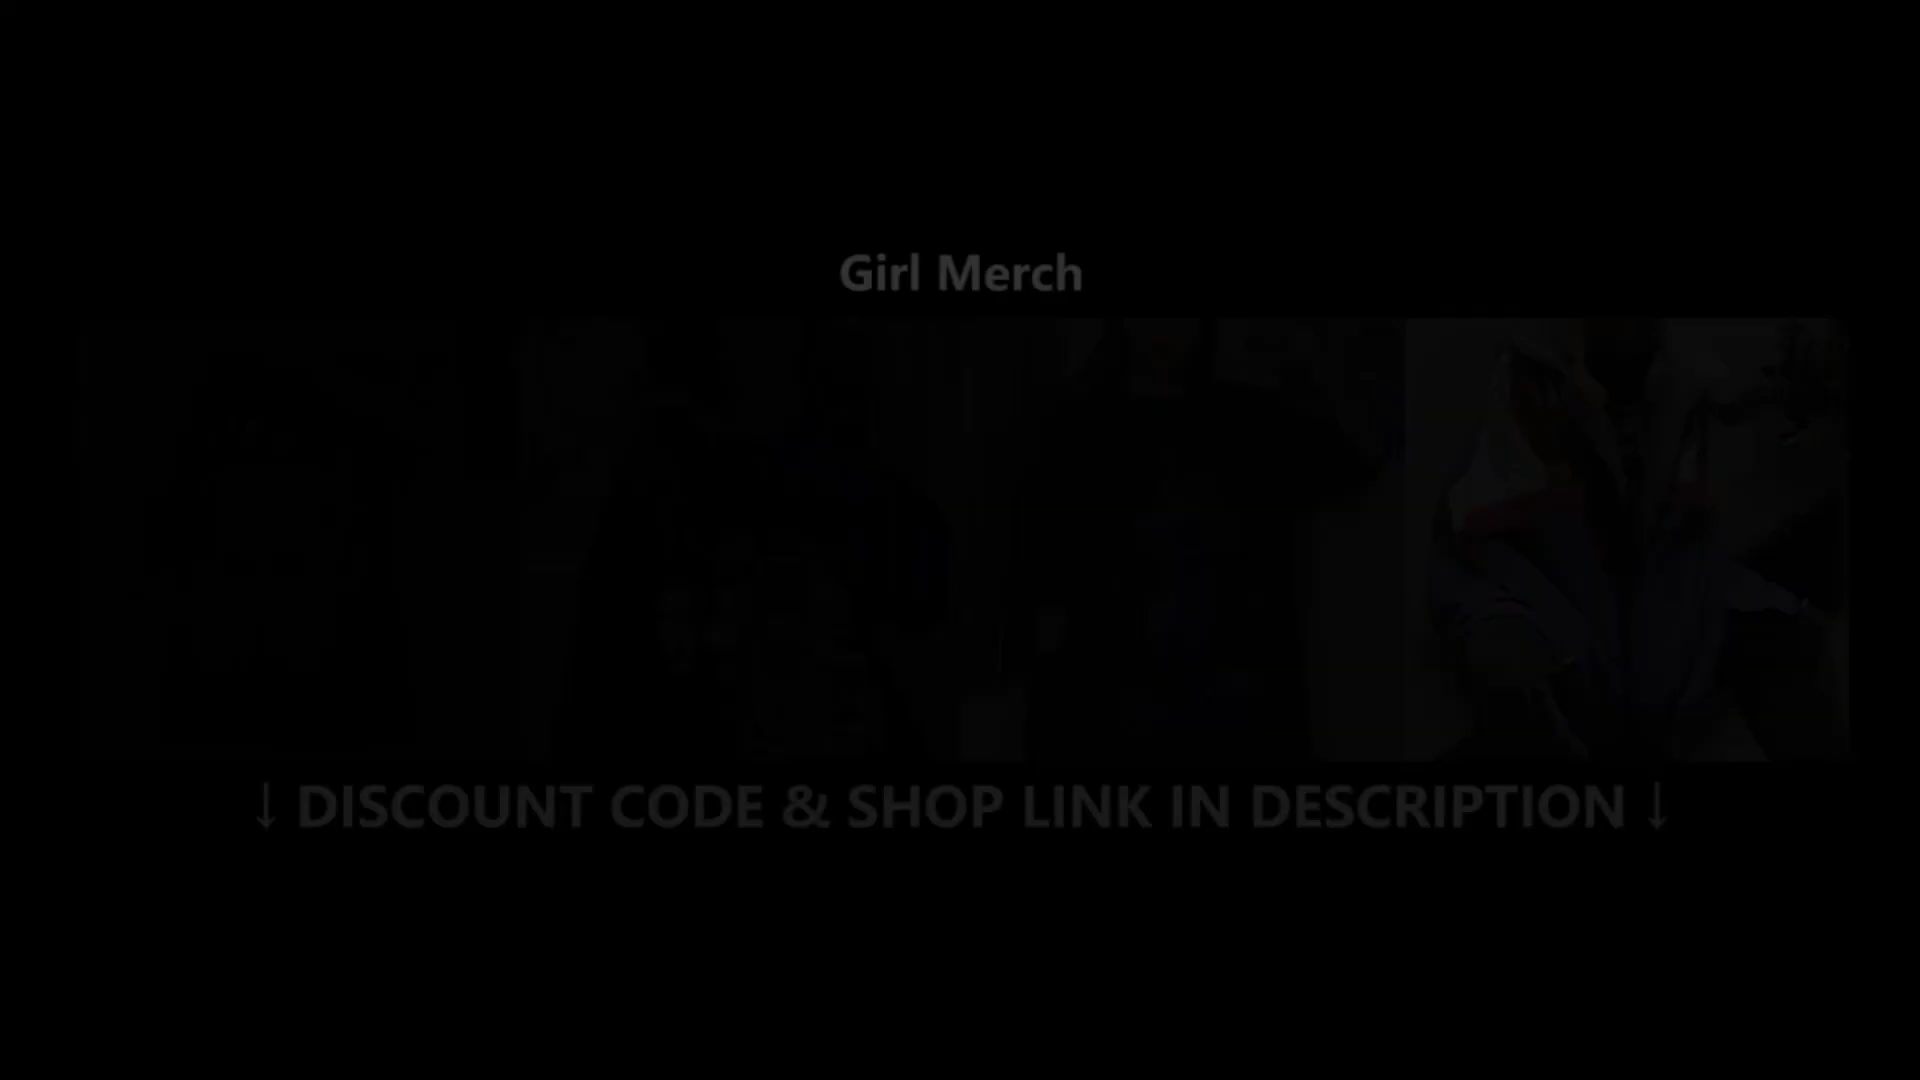 Girl Merch
↓ DISCOUNT CODE & SHOP LINK IN DESCRIPTION ↓